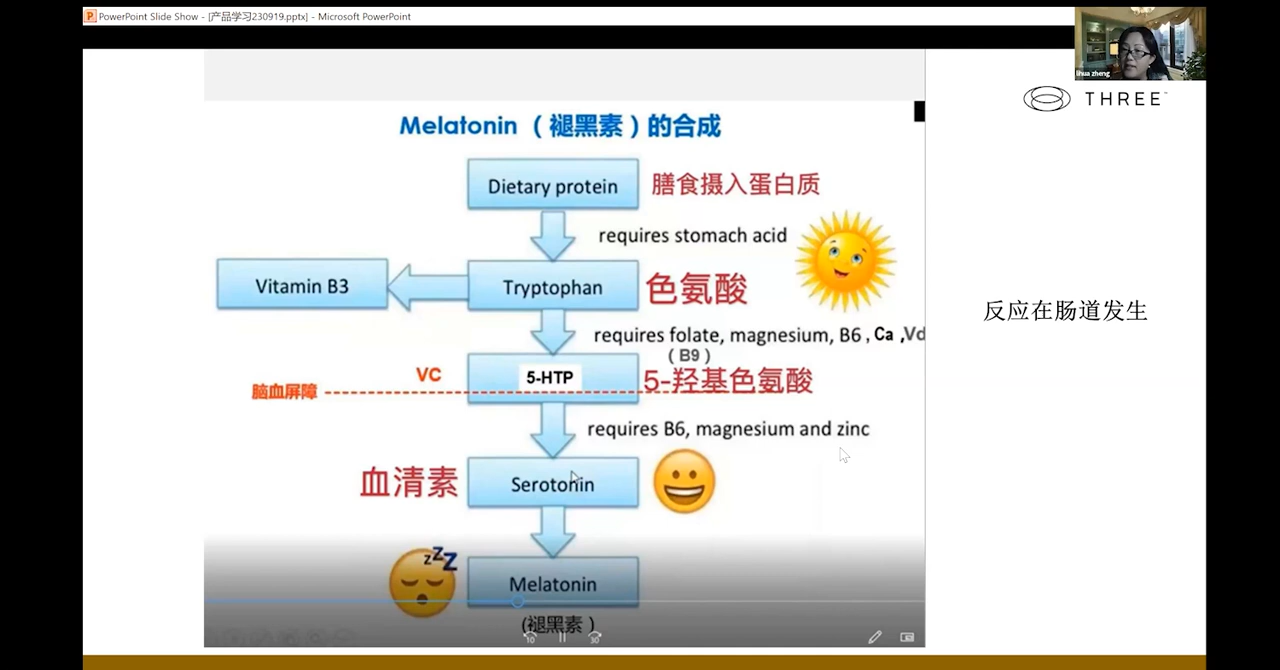 PowerPoint Slide Show - [产品学习230919.pptx] - Microsoft PowerPoint
lihua zheng
THREE
Melatonin （褪黑素）的合成
Dietary protein 膳食摄入蛋白质
requires stomach acid
Vitamin B3 Tryptophan 色氨酸
反应在肠道发生
requires folate, magnesium, B6 , Ca ,Vd
（B9）
VC 5-HTP 5-羟基色氨酸
脑血屏障
requires B6, magnesium and zinc
血清素 Serotonin
zzZ
Melatonin
(褪黑素 )
10 30